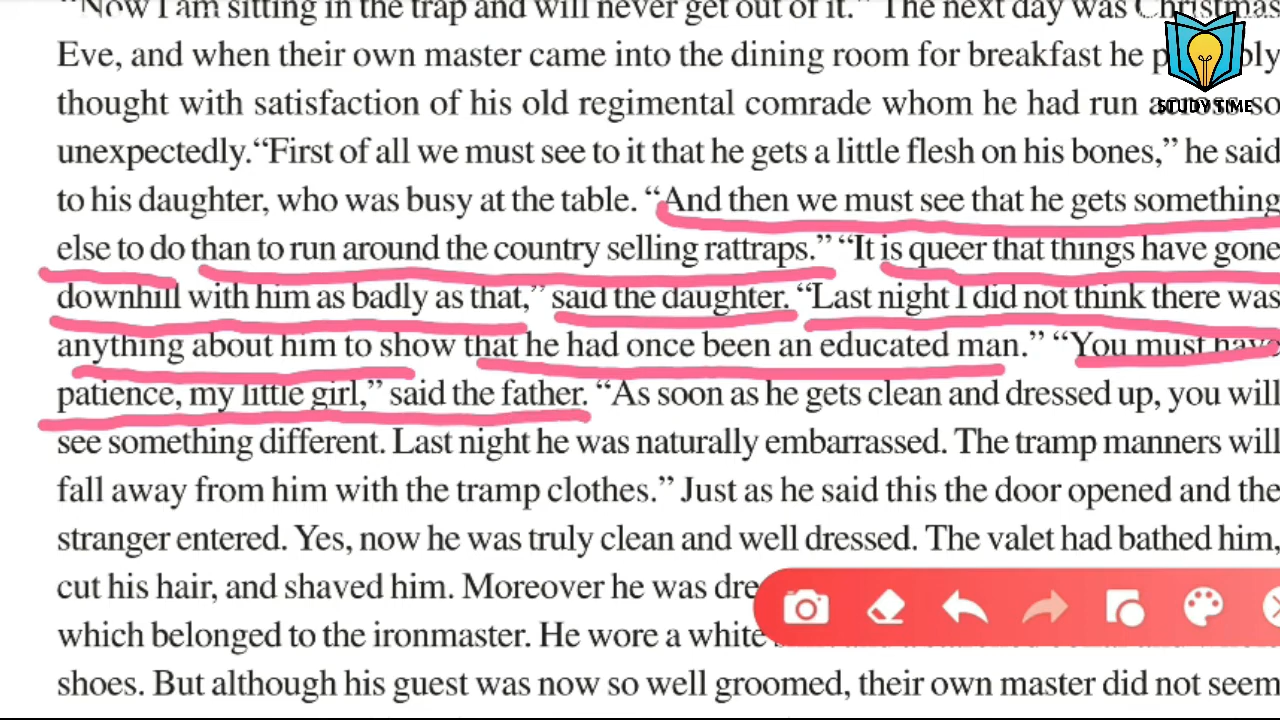 "Now I am sitting in the trap and will never get out of it." The next day was Christmas
Eve, and when their own master came into the dining room for breakfast he
thought with satisfaction of his old regimental comrade whom he had run across so
STUDY TIME
unexpectedly.“First of all we must see to it that he gets a little flesh on his bones,” he said
to his daughter, who was busy at the table. “And then we must see that he gets something
else to do than to run around the country selling rattraps.” “It is queer that things have gone
downhill with him as badly as that,” said the daughter. “Last night I did not think there was
anything about him to show that he had once been an educated man.” “You must have
patience, my little girl,” said the father. “As soon as he gets clean and dressed up, you will
see something different. Last night he was naturally embarrassed. The tramp manners will
fall away from him with the tramp clothes.” Just as he said this the door opened and the
stranger entered. Yes, now he was truly clean and well dressed. The valet had bathed him,
cut his hair, and shaved him. Moreover he was
which belonged to the ironmaster. He wore a white
shoes. But although his guest was now so well groomed, their own master did not seem